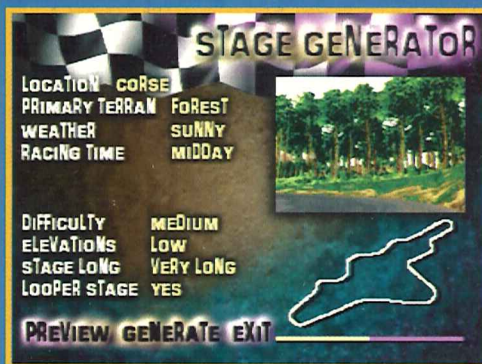 STAGE GENERATOR
LOCATION CORSE
PRIMARY TERRAN FOREST
WEATHER SUNNY
RACING TIME MIDDAY
DIFFICULTY MEDIUM
ELEVATIONS LOW
STAGE LONG VERY LONG
LOOPER STAGE YES
PREVIEW GENERATE EXIT